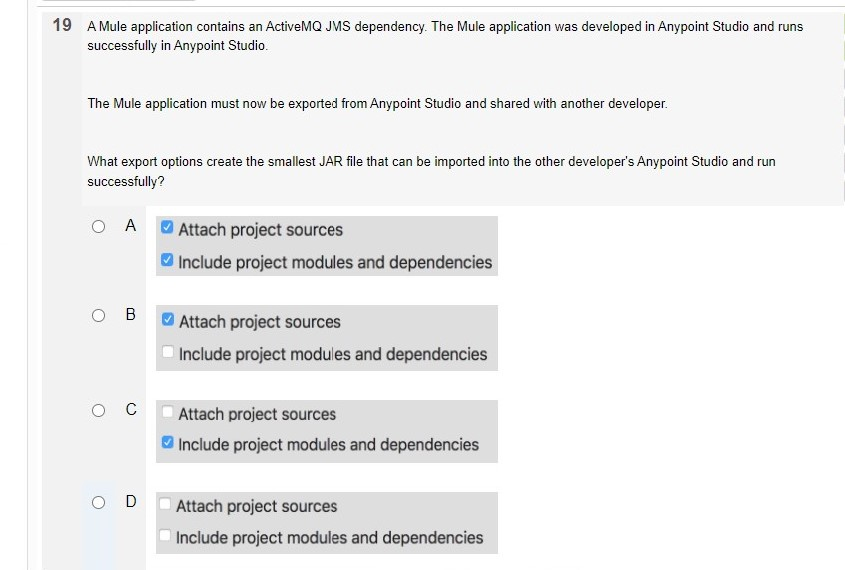 19 A Mule application contains an ActiveMQ JMS dependency. The Mule application was developed in Anypoint Studio and runs
successfully in Anypoint Studio.
The Mule application must now be exported from Anypoint Studio and shared with another developer.
What export options create the smallest JAR file that can be imported into the other developer's Anypoint Studio and run
successfully?
A Attach project sources
Include project modules and dependencies
B Attach project sources
Include project modules and dependencies
C Attach project sources
Include project modules and dependencies
D Attach project sources
Include project modules and dependencies